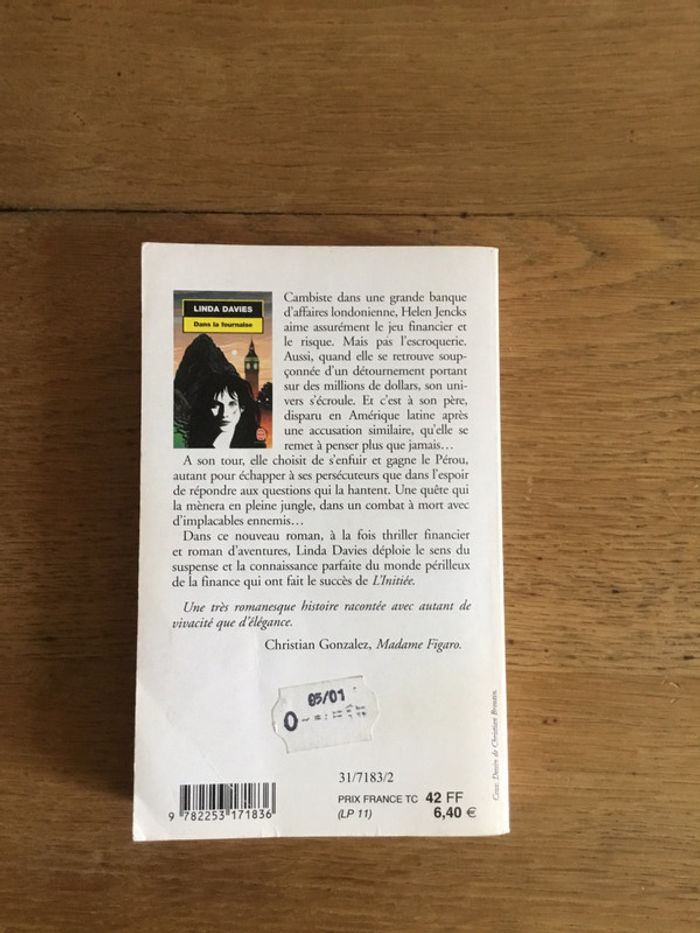 LINDA DAVIES
Dans la fournaise
Cambiste dans une grande banque
d'affaires londonienne, Helen Jencks
aime assurément le jeu financier et
le risque. Mais pas l'escroquerie.
Aussi, quand elle se retrouve soup-
çonnée d'un détournement portant
sur des millions de dollars, son uni-
vers s'écroule. Et c'est à son père,
disparu en Amérique latine après
une accusation similaire, qu'elle se
remet à penser plus que jamais…
A son tour, elle choisit de s'enfuir et gagne le Pérou,
autant pour échapper à ses persécuteurs que dans l'espoir
de répondre aux questions qui la hantent. Une quête qui
la mènera en pleine jungle, dans un combat à mort avec
d'implacables ennemis…
Dans ce nouveau roman, à la fois thriller financier
et roman d'aventures, Linda Davies déploie le sens du
suspense et la connaissance parfaite du monde périlleux
de la finance qui ont fait le succès de L'Initiée.
Une très romanesque histoire racontée avec autant de
vivacité que d'élégance.
Christian Gonzalez, Madame Figaro.
05/01
0
31/7183/2
PRIX FRANCE TC 42 FF
(LP 11) 6,40 €
9 782253 171836
Couv. Dessin de Christian Broutin.